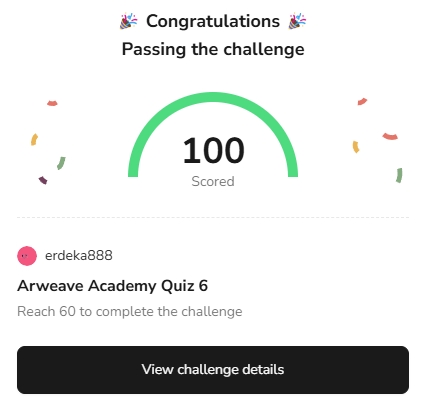 🎉 Congratulations 🎉
Passing the challenge
100
Scored
erdeka888
Arweave Academy Quiz 6
Reach 60 to complete the challenge
View challenge details